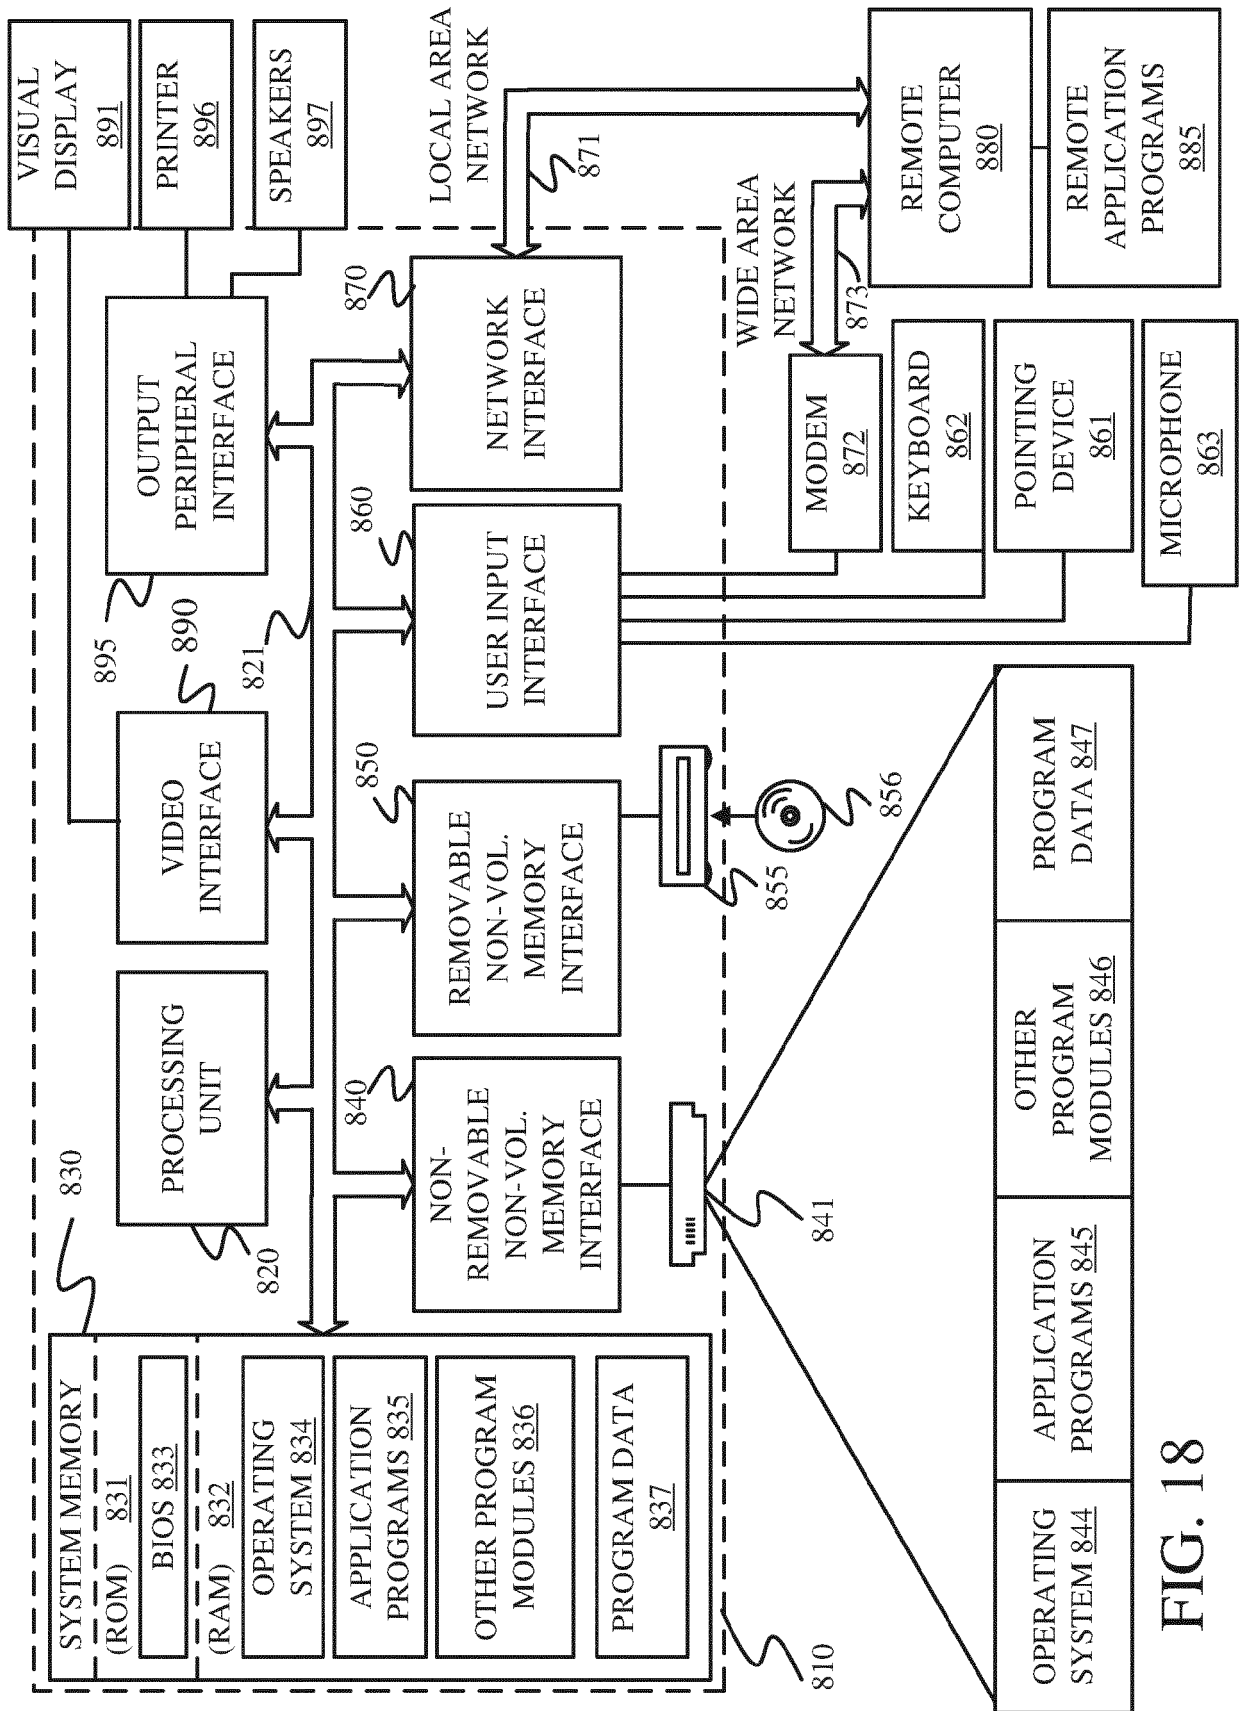 SYSTEM MEMORY
(ROM) 831
BIOS 833
(RAM) 832
OPERATING
SYSTEM 834
APPLICATION
PROGRAMS 835
OTHER PROGRAM
MODULES 836
PROGRAM DATA
837
830
810
PROCESSING
UNIT
820
VIDEO
INTERFACE
890
OUTPUT
PERIPHERAL
INTERFACE
895
821
VISUAL
DISPLAY
891
PRINTER
896
SPEAKERS
897
NON-
REMOVABLE
NON-VOL.
MEMORY
INTERFACE
840
REMOVABLE
NON-VOL.
MEMORY
INTERFACE
850
USER INPUT
INTERFACE
860
NETWORK
INTERFACE
870
LOCAL AREA
NETWORK
871
WIDE AREA
NETWORK
873
REMOTE
COMPUTER
880
REMOTE
APPLICATION
PROGRAMS
885
MODEM
872
KEYBOARD
862
POINTING
DEVICE
861
MICROPHONE
863
841
855
856
OPERATING
SYSTEM 844
APPLICATION
PROGRAMS 845
OTHER
PROGRAM
MODULES 846
PROGRAM
DATA 847
FIG. 18